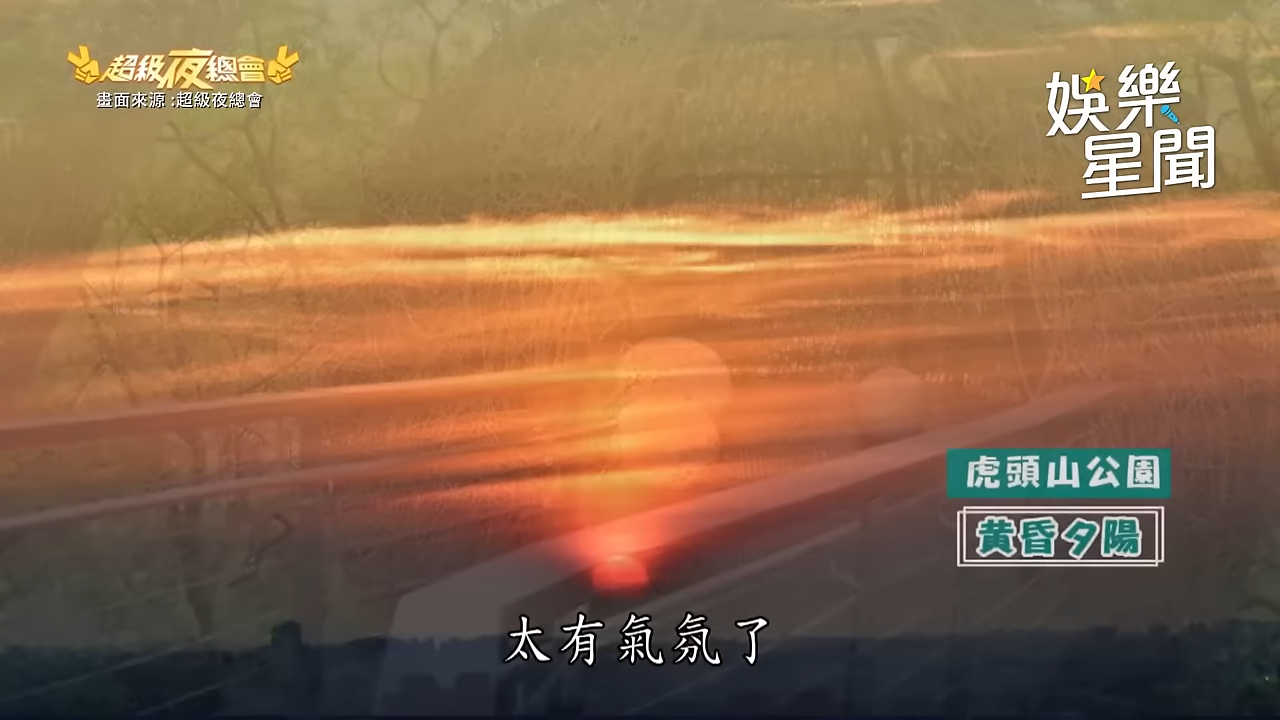 超級夜總會
畫面來源 :超級夜總會
娛樂
星聞
虎頭山公園
黃昏夕陽
太有氣氛了